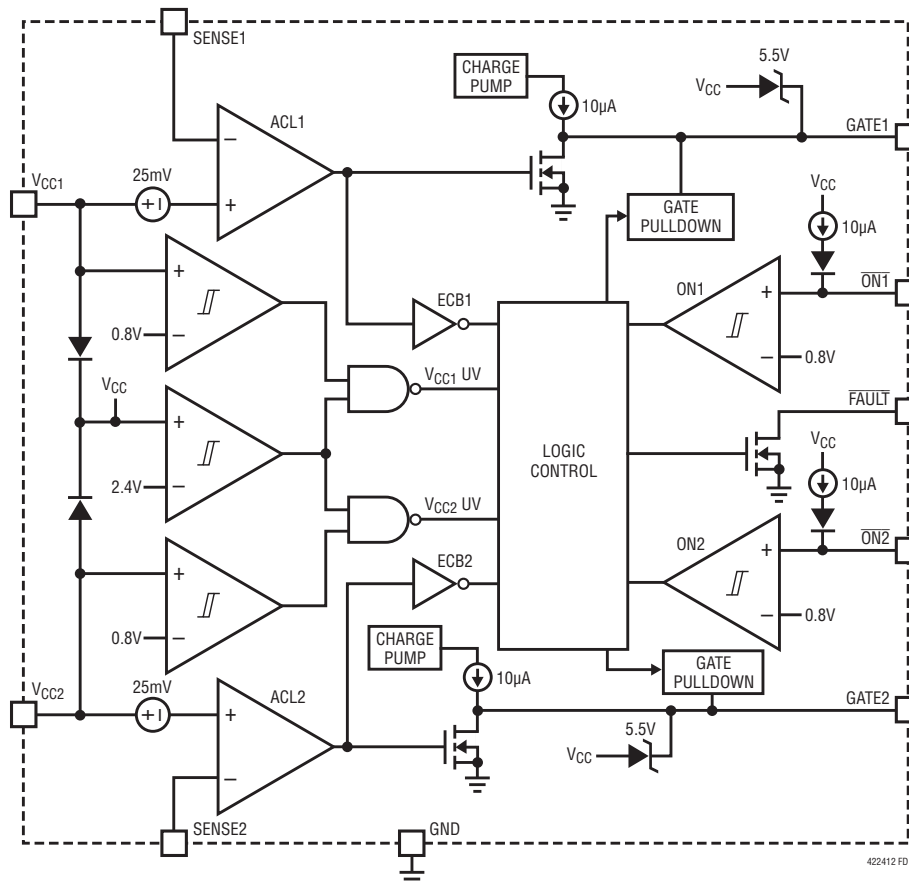 SENSE1
CHARGE
PUMP
10µA
5.5V
VCC
GATE1
ACL1
VCC1
25mV
+ −
−
+
GATE
PULLDOWN
VCC
10µA
ON1
ON1
+
−
0.8V
+
−
0.8V
ECB1
VCC1 UV
VCC
+
−
2.4V
LOGIC
CONTROL
FAULT
VCC
10µA
VCC2 UV
ECB2
ON2
ON2
+
−
0.8V
+
−
0.8V
CHARGE
PUMP
10µA
GATE
PULLDOWN
GATE2
VCC2
25mV
+ −
ACL2
+
−
5.5V
VCC
SENSE2
GND
422412 FD